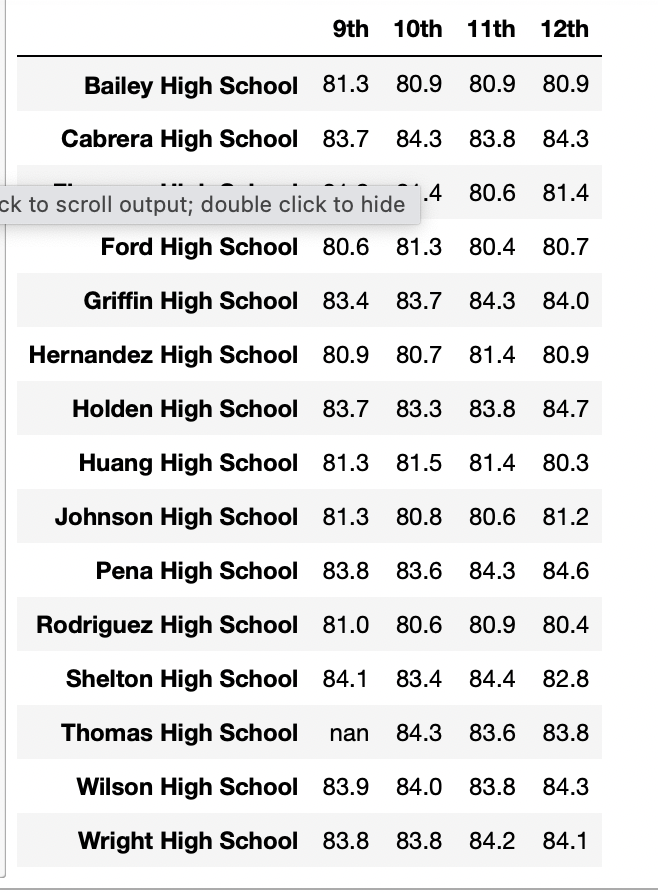 9th 10th 11th 12th
Bailey High School 81.3 80.9 80.9 80.9
Cabrera High School 83.7 84.3 83.8 84.3
.4 80.6 81.4
ck to scroll output; double click to hide
Ford High School 80.6 81.3 80.4 80.7
Griffin High School 83.4 83.7 84.3 84.0
Hernandez High School 80.9 80.7 81.4 80.9
Holden High School 83.7 83.3 83.8 84.7
Huang High School 81.3 81.5 81.4 80.3
Johnson High School 81.3 80.8 80.6 81.2
Pena High School 83.8 83.6 84.3 84.6
Rodriguez High School 81.0 80.6 80.9 80.4
Shelton High School 84.1 83.4 84.4 82.8
Thomas High School nan 84.3 83.6 83.8
Wilson High School 83.9 84.0 83.8 84.3
Wright High School 83.8 83.8 84.2 84.1